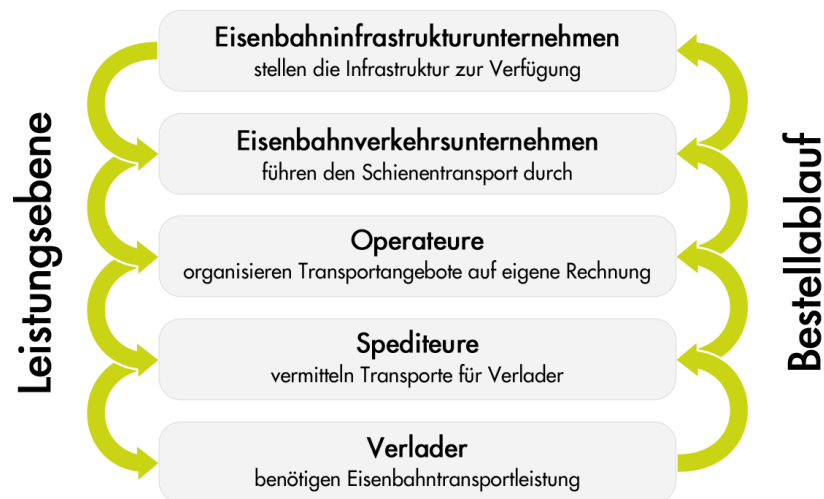 Eisenbahninfrastrukturunternehmen
stellen die Infrastruktur zur Verfügung
Eisenbahnverkehrsunternehmen
führen den Schienentransport durch
Operateure
organisieren Transportangebote auf eigene Rechnung
Spediteure
vermitteln Transporte für Verlader
Verlader
benötigen Eisenbahntransportleistung
Leistungsebene
Bestellablauf